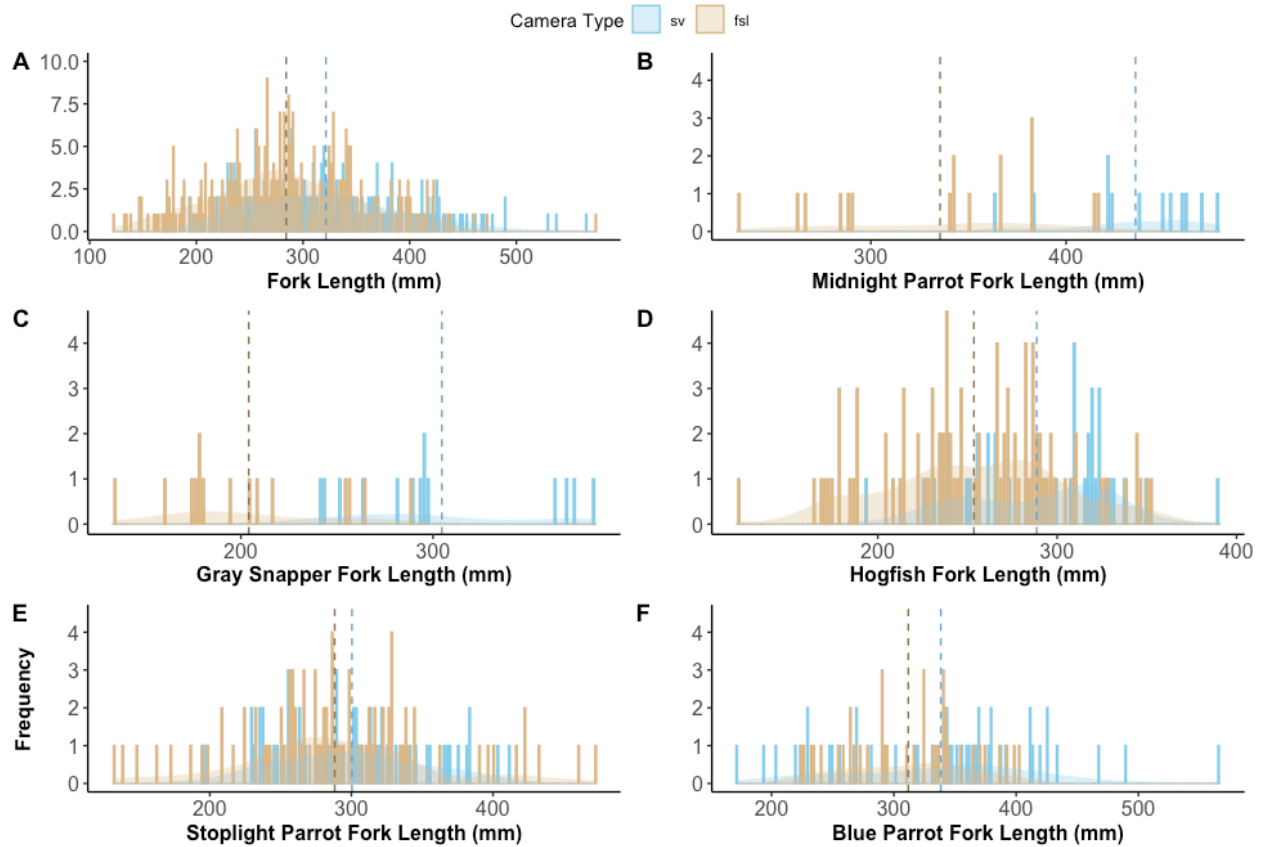 Camera Type sv fsl
A
10.0
7.5
5.0
2.5
0.0
100 200 300 400 500
Fork Length (mm)
B
4
3
2
1
0
300 400
Midnight Parrot Fork Length (mm)
C
4
3
2
1
0
200 300
Gray Snapper Fork Length (mm)
D
4
3
2
1
0
200 300 400
Hogfish Fork Length (mm)
E
Frequency
4
3
2
1
0
200 300 400
Stoplight Parrot Fork Length (mm)
F
4
3
2
1
0
200 300 400 500
Blue Parrot Fork Length (mm)